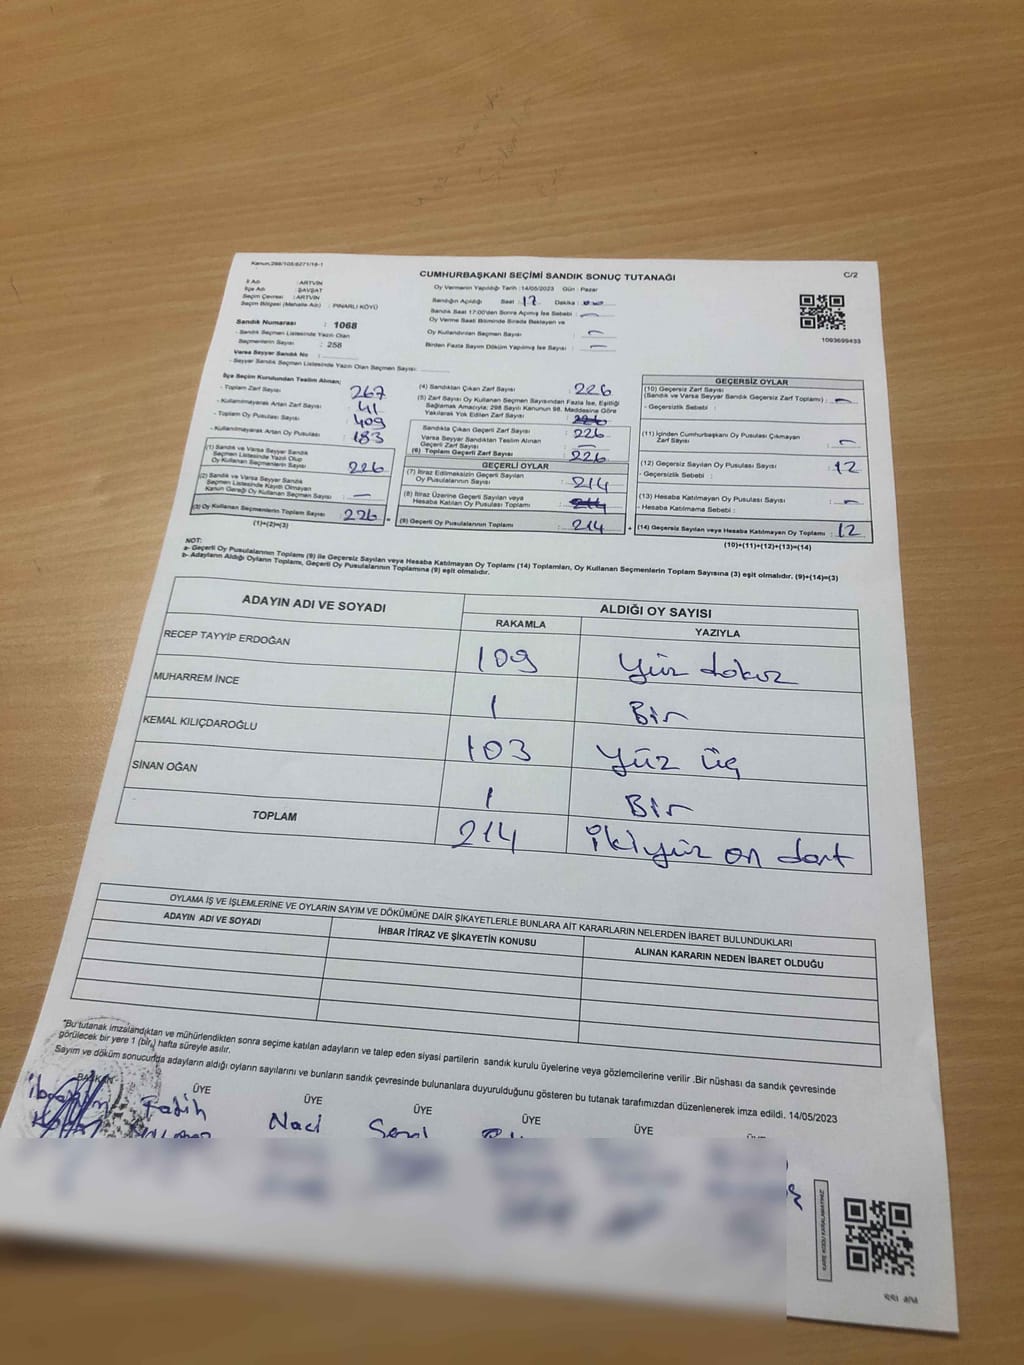 Kanun.298/105/6271/16-1
CUMHURBAŞKANI SEÇİMİ SANDIK SONUÇ TUTANAĞI
C/2
İl Adı : ARTVİN
İlçe Adı : ŞAVŞAT
Seçim Çevresi : ARTVİN
Seçim Bölgesi (Mahalle Adı) : PINARLI KÖYÜ
Sandık Numarası : 1068
- Sandık Seçmen Listesinde Yazılı Olan
Seçmenlerin Sayısı : 258
Varsa Seyyar Sandık No :
- Seyyar Sandık Seçmen Listesinde Yazılı Olan Seçmen Sayısı:
Oy Vermenin Yapıldığı Tarih :14/05/2023 Gün : Pazar
Sandığın Açıldığı Saat : 17 Dakika :
Sandık Saat 17:00'den Sonra Açılmış İse Sebebi : —
Oy Verme Saati Bitiminde Sırada Bekleyen ve
Oy Kullandırılan Seçmen Sayısı : —
Birden Fazla Sayım Döküm Yapılmış İse Sayısı : —
1093699433
İlçe Seçim Kurulundan Teslim Alınan;
- Toplam Zarf Sayısı : 267
- Kullanılmayarak Artan Zarf Sayısı : 41
- Toplam Oy Pusulası Sayısı : 409
- Kullanılmayarak Artan Oy Pusulası : 183
(1) Sandık ve Varsa Seyyar Sandık
Seçmen Listesinde Yazılı Olup
Oy Kullanan Seçmenlerin Sayısı : 226
(2) Sandık ve Varsa Seyyar Sandık
Seçmen Listesinde Kayıtlı Olmayan
Kanun Gereği Oy Kullanan Seçmen Sayısı : —
(3) Oy Kullanan Seçmenlerin Toplam Sayısı : 226
(1)+(2)=(3)
(4) Sandıktan Çıkan Zarf Sayısı : 226
(5) Zarf Sayısı Oy Kullanan Seçmen Sayısından Fazla İse, Eşitliği
Sağlamak Amacıyla; 298 Sayılı Kanunun 98. Maddesine Göre
Yakılarak Yok Edilen Zarf Sayısı : 226
Sandıkta Çıkan Geçerli Zarf Sayısı : 226
Varsa Seyyar Sandıktan Teslim Alınan
Geçerli Zarf Sayısı : —
(6) Toplam Geçerli Zarf Sayısı : 226
GEÇERLİ OYLAR
(7) İtiraz Edilmeksizin Geçerli Sayılan
Oy Pusulasının Sayısı : 214
(8) İtiraz Üzerine Geçerli Sayılan veya
Hesaba Katılan Oy Pusulası Toplamı : 214
(9) Geçerli Oy Pusulalarının Toplamı : 214
GEÇERSİZ OYLAR
(10) Geçersiz Zarf Sayısı
(Sandık ve Varsa Seyyar Sandık Geçersiz Zarf Toplamı) : —
- Geçersizlik Sebebi :
(11) İçinden Cumhurbaşkanı Oy Pusulası Çıkmayan
Zarf Sayısı : —
(12) Geçersiz Sayılan Oy Pusulası Sayısı : 12
- Geçersizlik Sebebi :
(13) Hesaba Katılmayan Oy Pusulası Sayısı : —
- Hesaba Katılmama Sebebi :
(14) Geçersiz Sayılan veya Hesaba Katılmayan Oy Toplamı : 12
(10)+(11)+(12)+(13)=(14)
NOT:
a- Geçerli Oy Pusulalarının Toplamı (9) ile Geçersiz Sayılan veya Hesaba Katılmayan Oy Toplamı (14) Toplamları, Oy Kullanan Seçmenlerin Toplam Sayısına (3) eşit olmalıdır. (9)+(14)=(3)
b- Adayların Aldığı Oyların Toplamı, Geçerli Oy Pusulalarının Toplamına (9) eşit olmalıdır.
ADAYIN ADI VE SOYADI
ALDIĞI OY SAYISI
RAKAMLA YAZIYLA
RECEP TAYYİP ERDOĞAN 109 Yüz dokuz
MUHARREM İNCE 1 Bir
KEMAL KILIÇDAROĞLU 103 Yüz üç
SİNAN OĞAN 1 Bir
TOPLAM 214 ikiyüz on dört
OYLAMA İŞ VE İŞLEMLERİNE VE OYLARIN SAYIM VE DÖKÜMÜNE DAİR ŞİKAYETLERLE BUNLARA AİT KARARLARIN NELERDEN İBARET BULUNDUKLARI
ADAYIN ADI VE SOYADI İHBAR İTİRAZ VE ŞİKAYETİN KONUSU ALINAN KARARIN NEDEN İBARET OLDUĞU
"Bu tutanak imzalandıktan ve mühürlendikten sonra seçime katılan adayların ve talep eden siyasi partilerin sandık kurulu üyelerine veya gözlemcilerine verilir .Bir nüshası da sandık çevresinde
görülecek bir yere 1 (bir) hafta süreyle asılır.
Sayım ve döküm sonucunda adayların aldığı oyların sayılarını ve bunların sandık çevresinde bulunanlara duyurulduğunu gösteren bu tutanak tarafımızdan düzenlenerek imza edildi. 14/05/2023
BAŞKAN ÜYE ÜYE ÜYE ÜYE ÜYE
İbrahim Fatih Naci
KARE KODU KARALAMAYINIZ